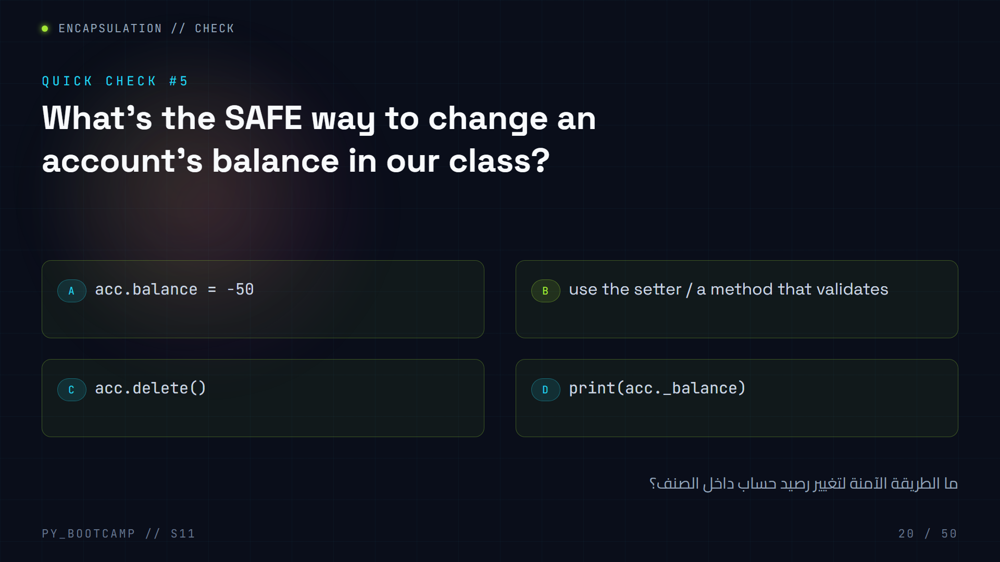 ENCAPSULATION // CHECK
QUICK CHECK #5
What's the SAFE way to change an
account's balance in our class?
A acc.balance = -50
B use the setter / a method that validates
C acc.delete()
D print(acc._balance)
ما الطريقة الآمنة لتغيير رصيد حساب داخل الصنف؟
PY_BOOTCAMP // S11
20 / 50